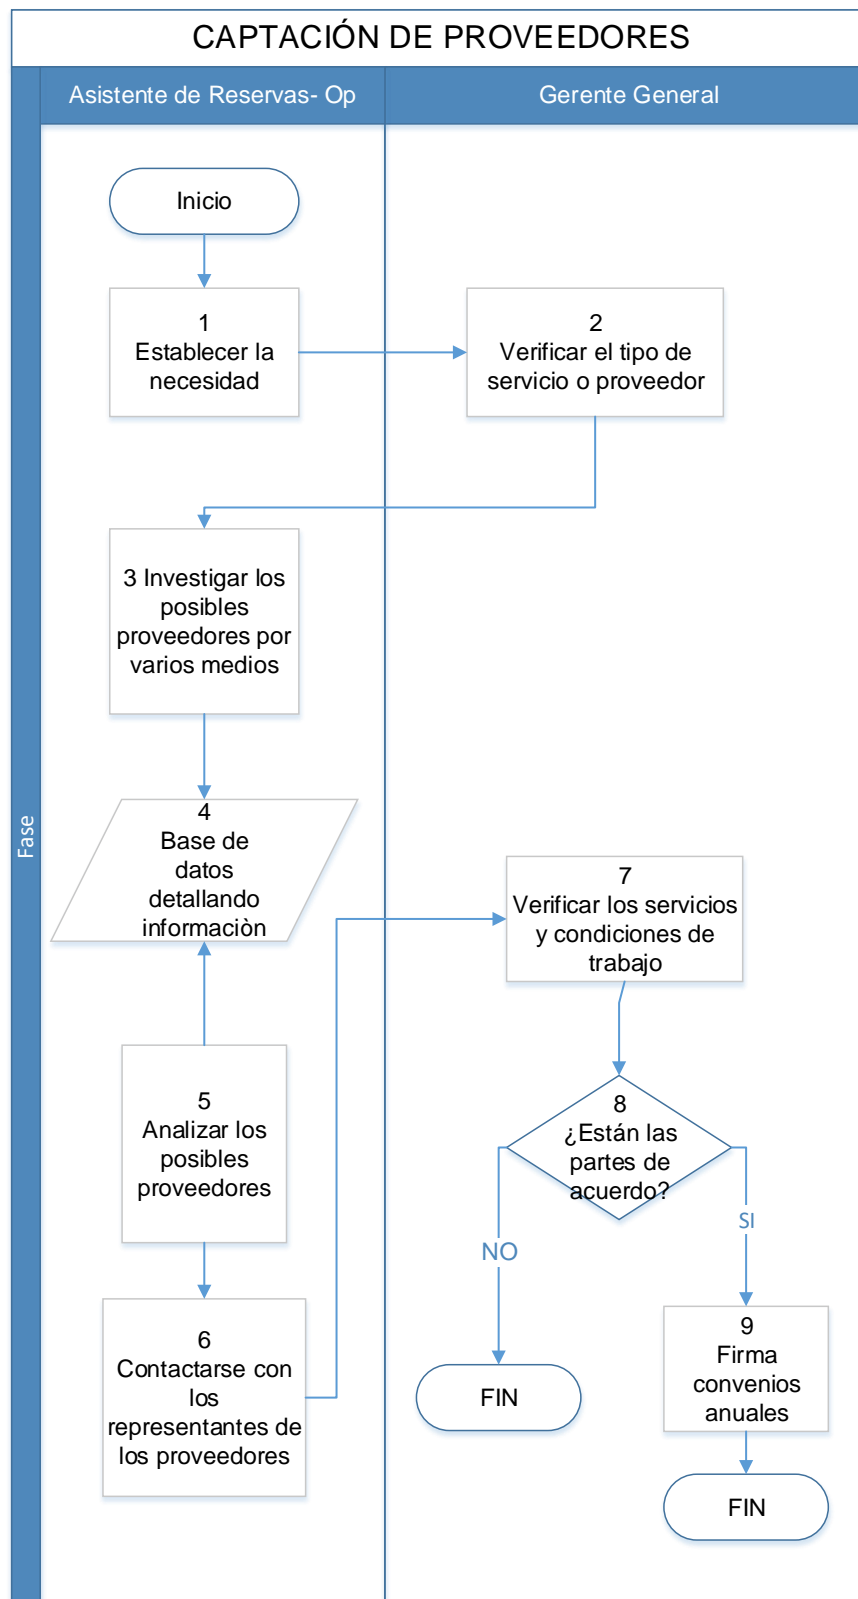 CAPTACIÓN DE PROVEEDORES
Asistente de Reservas- Op
Gerente General
Fase
Inicio
1
Establecer la
necesidad
2
Verificar el tipo de
servicio o proveedor
3 Investigar los
posibles
proveedores por
varios medios
4
Base de
datos
detallando
informaciòn
5
Analizar los
posibles
proveedores
6
Contactarse con
los
representantes de
los proveedores
7
Verificar los servicios
y condiciones de
trabajo
8
¿Están las
partes de
acuerdo?
NO
SI
FIN
9
Firma
convenios
anuales
FIN